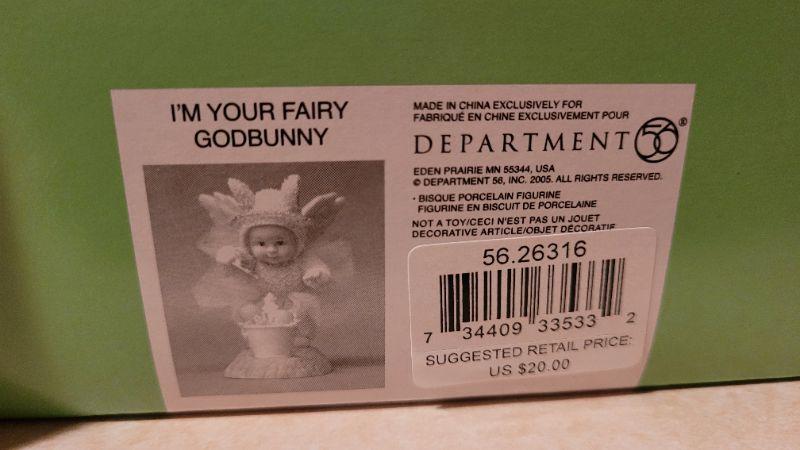 I'M YOUR FAIRY
GODBUNNY
MADE IN CHINA EXCLUSIVELY FOR
FABRIQUÉ EN CHINE EXCLUSIVEMENT POUR
DEPARTMENT 56®
EDEN PRAIRIE MN 55344, USA
© DEPARTMENT 56, INC. 2005. ALL RIGHTS RESERVED.
· BISQUE PORCELAIN FIGURINE
FIGURINE EN BISCUIT DE PORCELAINE
NOT A TOY/CECI N'EST PAS UN JOUET
DECORATIVE ARTICLE/OBJET DÉCORATIF
56.26316
7 34409 33533 2
SUGGESTED RETAIL PRICE:
US $20.00